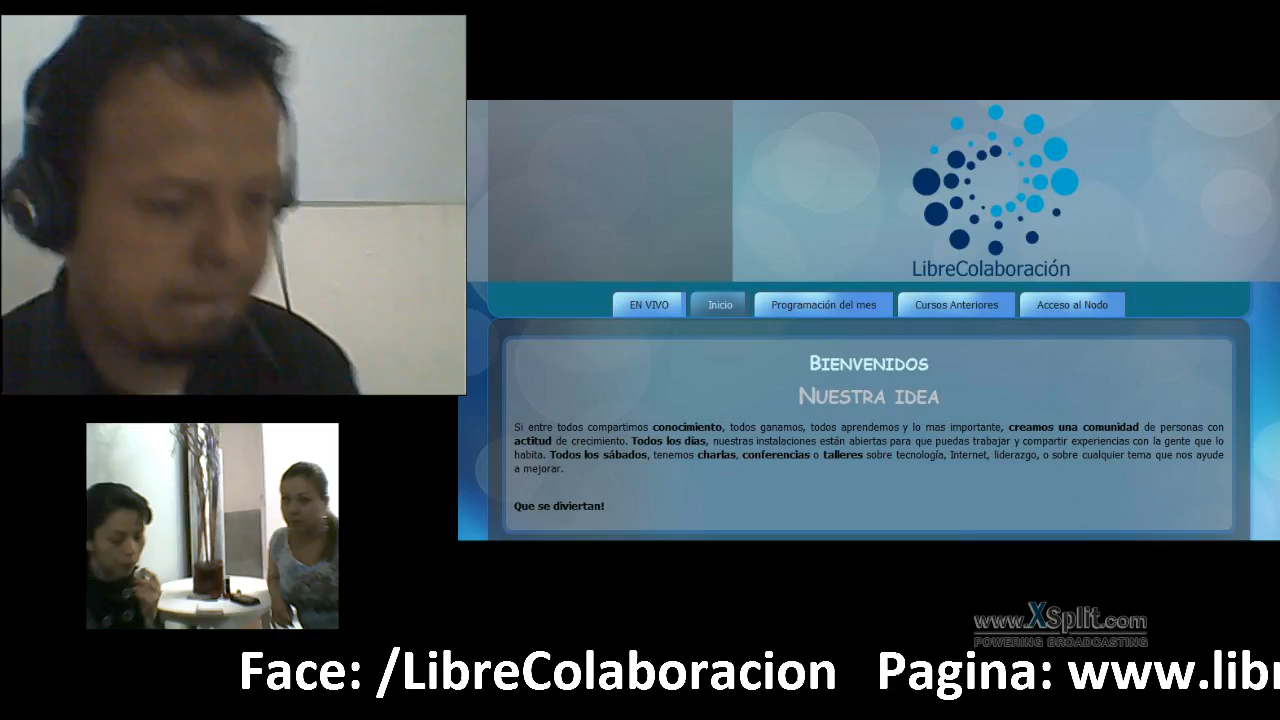 LibreColaboración
EN VIVO
Inicio
Programación del mes
Cursos Anteriores
Acceso al Nodo
BIENVENIDOS
NUESTRA IDEA
Si entre todos compartimos conocimiento, todos ganamos, todos aprendemos y lo mas importante, creamos una comunidad de personas con
actitud de crecimiento. Todos los días, nuestras instalaciones están abiertas para que puedas trabajar y compartir experiencias con la gente que lo
habita. Todos los sábados, tenemos charlas, conferencias o talleres sobre tecnología, Internet, liderazgo, o sobre cualquier tema que nos ayude
a mejorar.
Que se diviertan!
www.XSplit.com
POWERING BROADCASTING
Face: /LibreColaboracion Pagina: www.libr